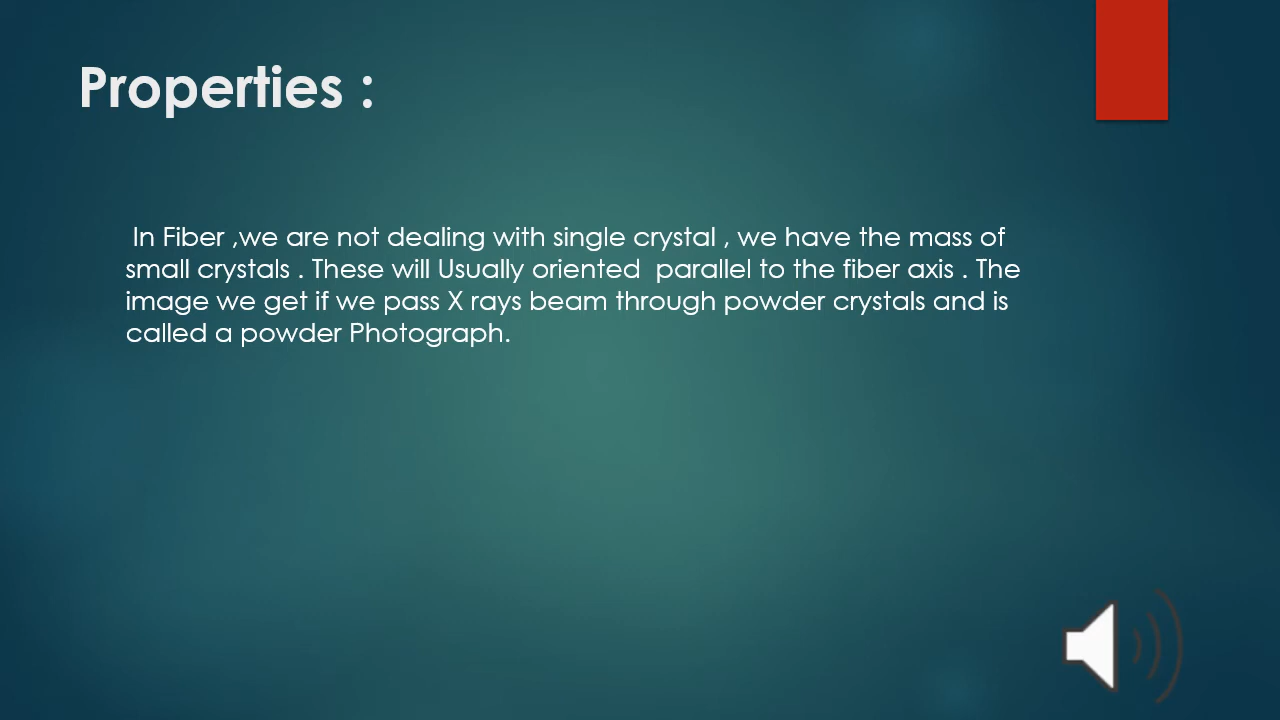 Properties :
In Fiber ,we are not dealing with single crystal , we have the mass of
small crystals . These will Usually oriented  parallel to the fiber axis . The
image we get if we pass X rays beam through powder crystals and is
called a powder Photograph.